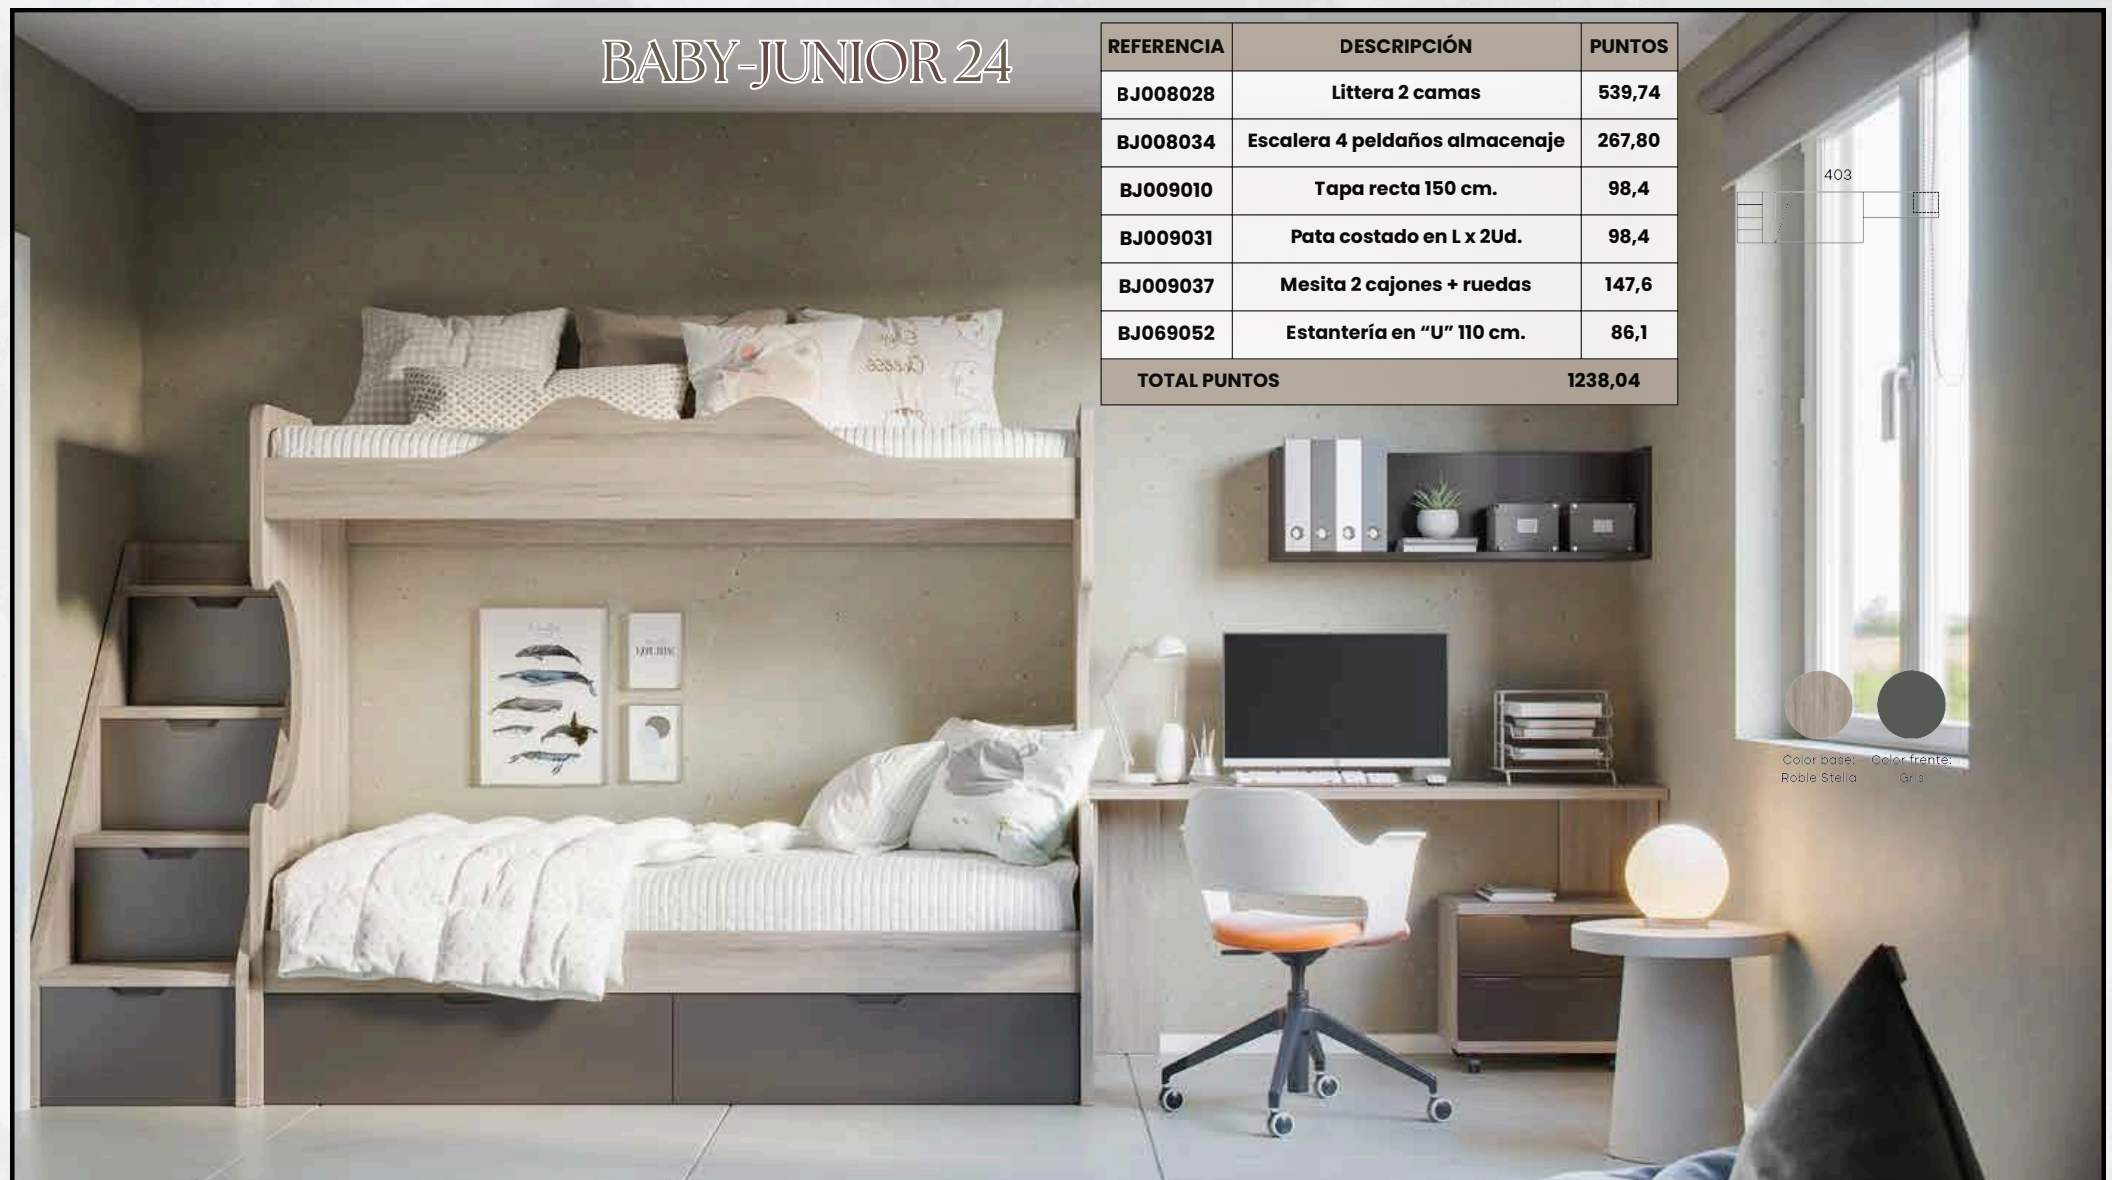 BABY-JUNIOR 24
REFERENCIA DESCRIPCIÓN PUNTOS
BJ008028 Littera 2 camas 539,74
BJ008034 Escalera 4 peldaños almacenaje 267,80
BJ009010 Tapa recta 150 cm. 98,4
BJ009031 Pata costado en L x 2Ud. 98,4
BJ009037 Mesita 2 cajones + ruedas 147,6
BJ069052 Estantería en “U” 110 cm. 86,1
TOTAL PUNTOS 1238,04
403
Color base: Color frente:
Roble Stella Gris